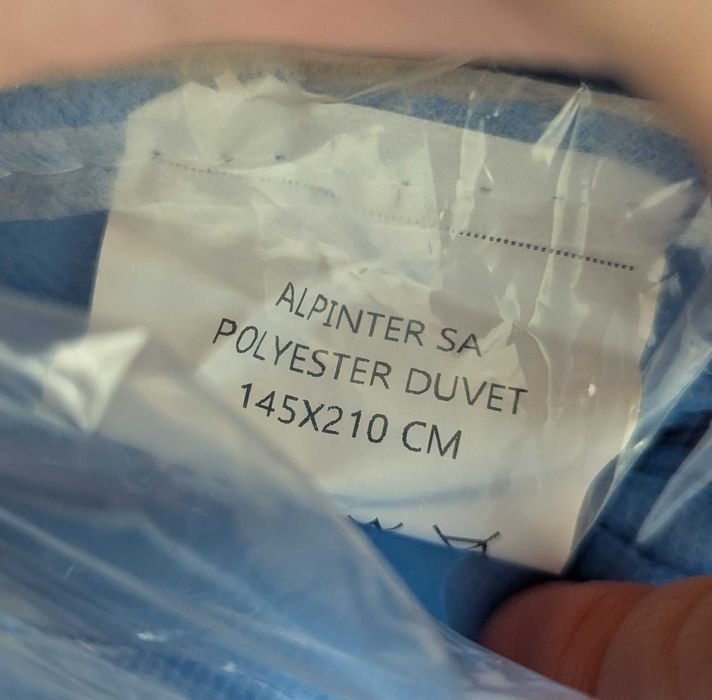 ALPINTER SA
POLYESTER DUVET
145X210 CM